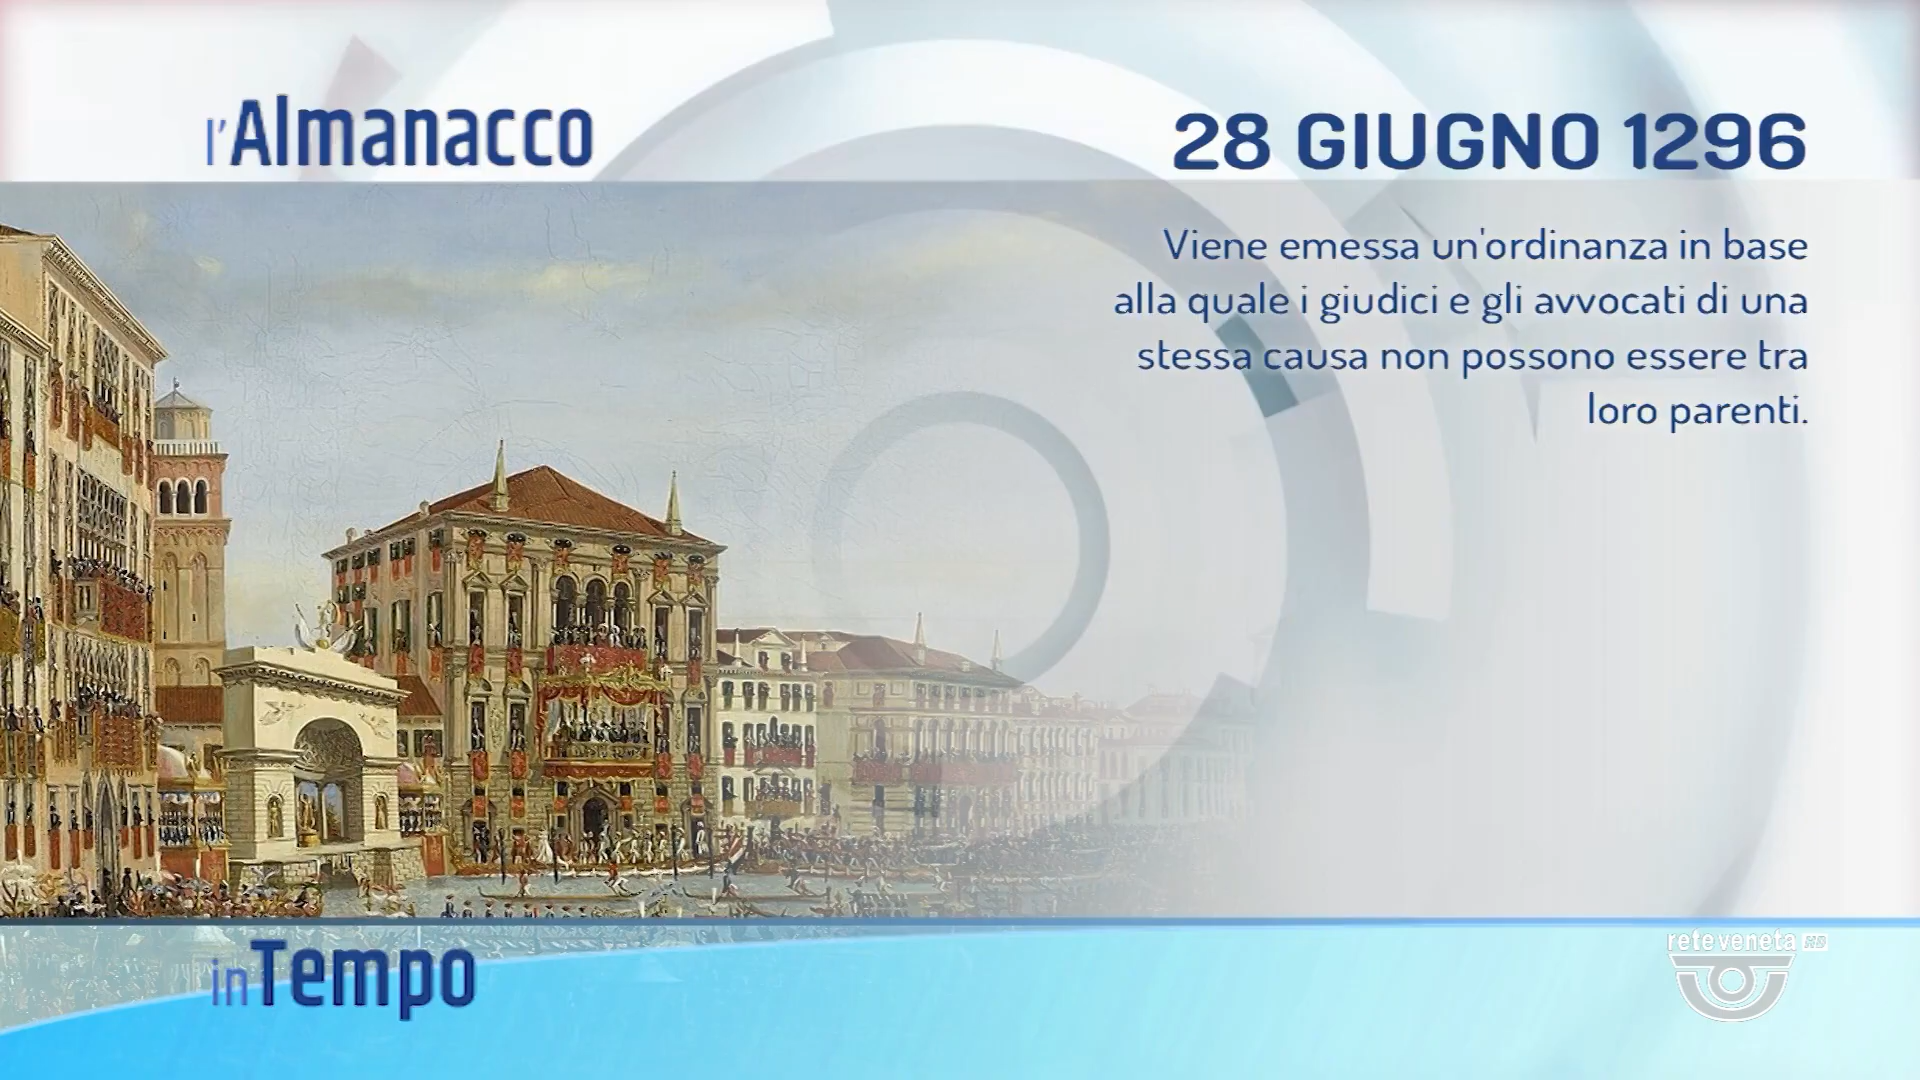 l'Almanacco
28 GIUGNO 1296
Viene emessa un'ordinanza in base
alla quale i giudici e gli avvocati di una
stessa causa non possono essere tra
loro parenti.
inTempo
reteveneta HD